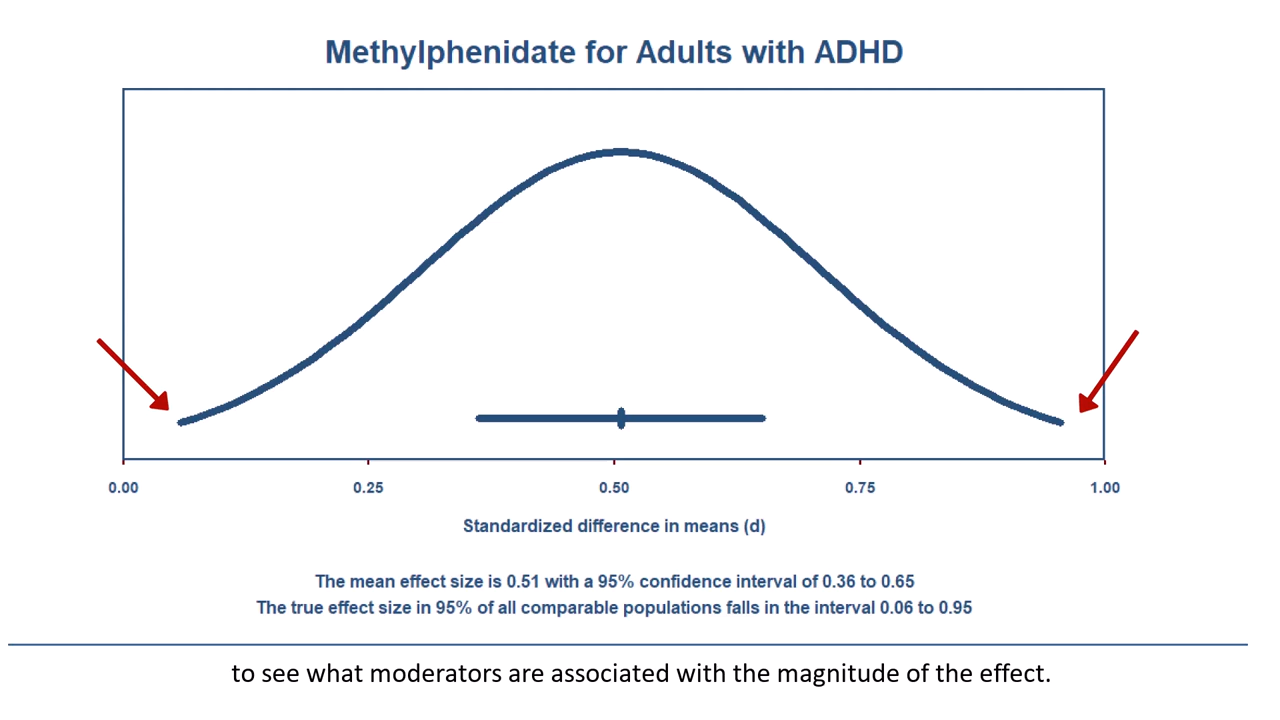 Methylphenidate for Adults with ADHD
0.00 0.25 0.50 0.75 1.00
Standardized difference in means (d)
The mean effect size is 0.51 with a 95% confidence interval of 0.36 to 0.65
The true effect size in 95% of all comparable populations falls in the interval 0.06 to 0.95
to see what moderators are associated with the magnitude of the effect.